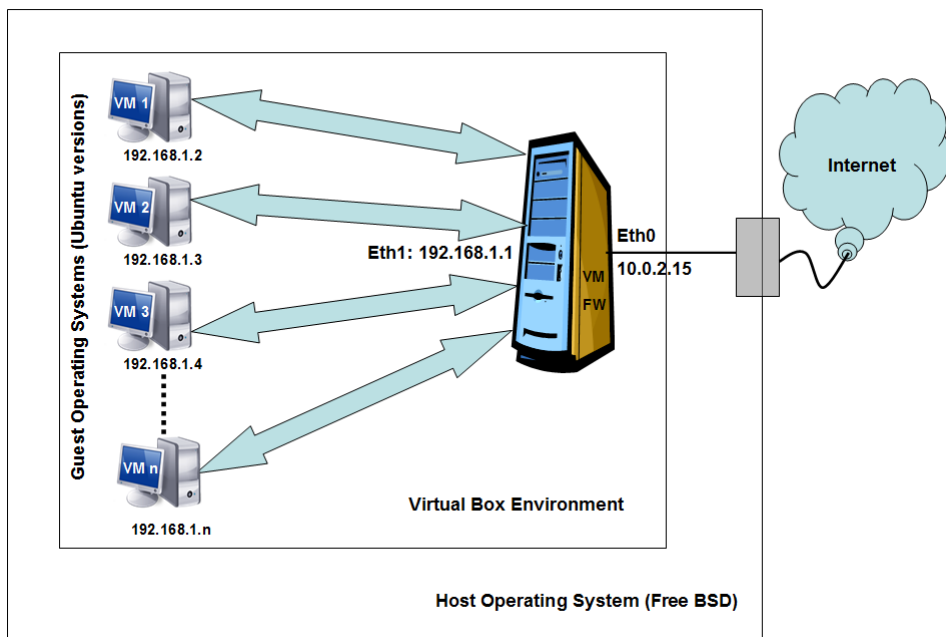 Guest Operating Systems (Ubuntu versions)
VM 1
192.168.1.2
VM 2
192.168.1.3
VM 3
192.168.1.4
VM n
192.168.1.n
Eth1: 192.168.1.1
VM
FW
Eth0
10.0.2.15
Internet
Virtual Box Environment
Host Operating System (Free BSD)